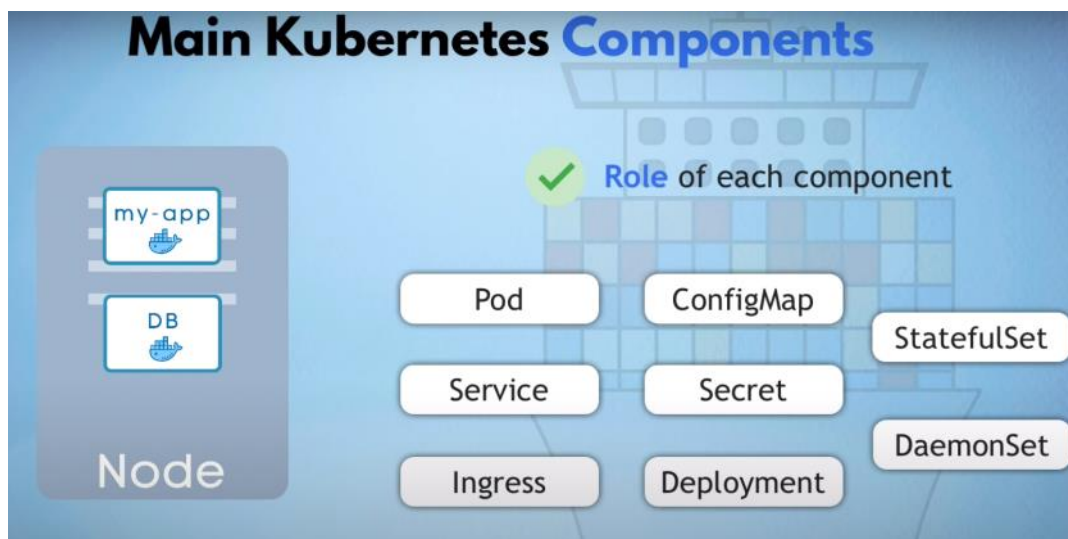 Main Kubernetes Components
Role of each component
my-app
DB
Node
Pod
ConfigMap
StatefulSet
Service
Secret
DaemonSet
Ingress
Deployment